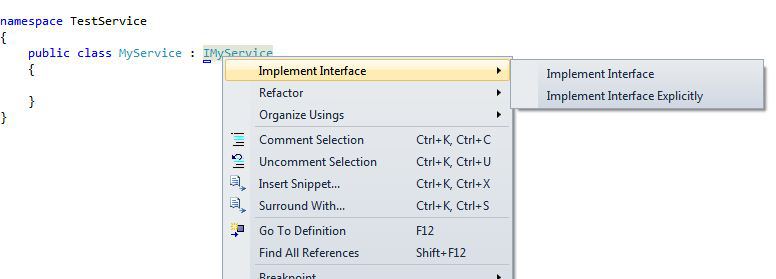 namespace TestService
{
public class MyService : IMyService
{
}
}
Implement Interface
Refactor
Organize Usings
Comment Selection Ctrl+K, Ctrl+C
Uncomment Selection Ctrl+K, Ctrl+U
Insert Snippet... Ctrl+K, Ctrl+X
Surround With... Ctrl+K, Ctrl+S
Go To Definition F12
Find All References Shift+F12
Breakpoint
Implement Interface
Implement Interface Explicitly